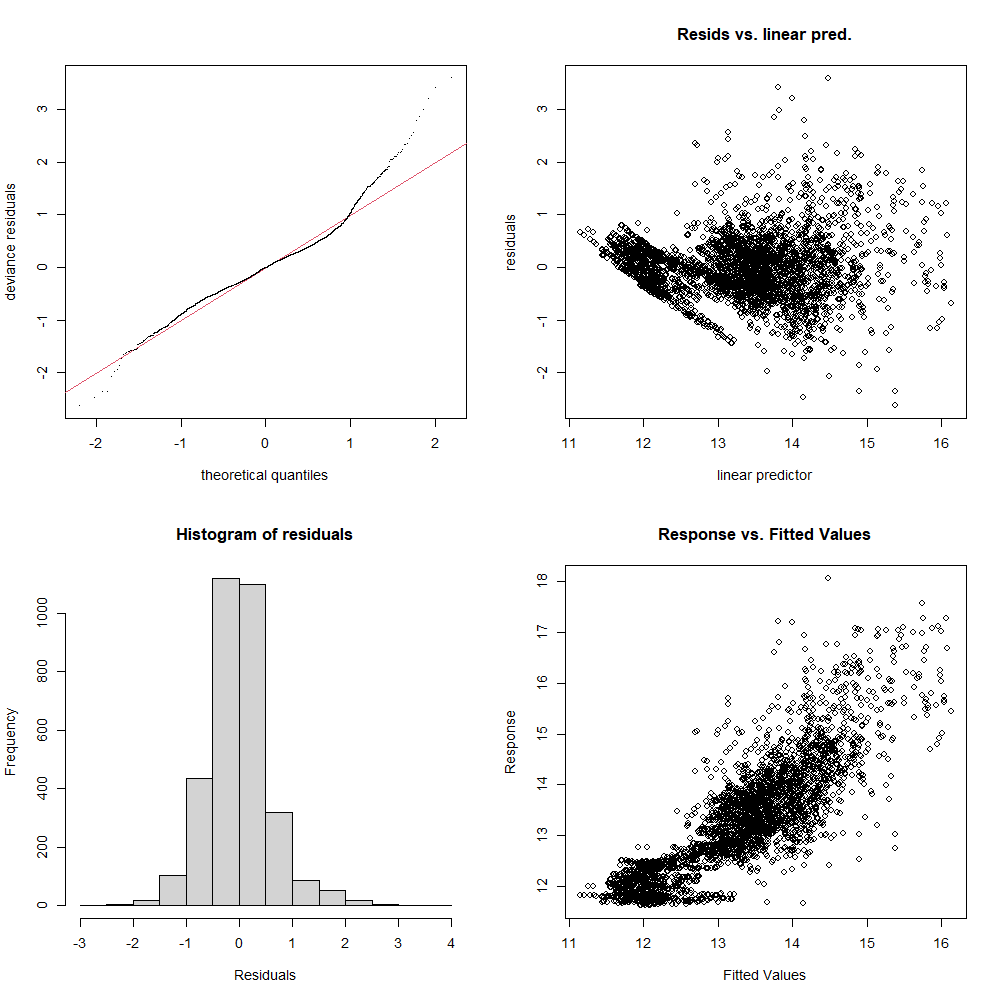 deviance residuals
3
2
1
0
-1
-2
-2 -1 0 1 2
theoretical quantiles
Resids vs. linear pred.
residuals
3
2
1
0
-1
-2
11 12 13 14 15 16
linear predictor
Histogram of residuals
Frequency
1000
800
600
400
200
0
-3 -2 -1 0 1 2 3 4
Residuals
Response vs. Fitted Values
Response
18
17
16
15
14
13
12
11 12 13 14 15 16
Fitted Values